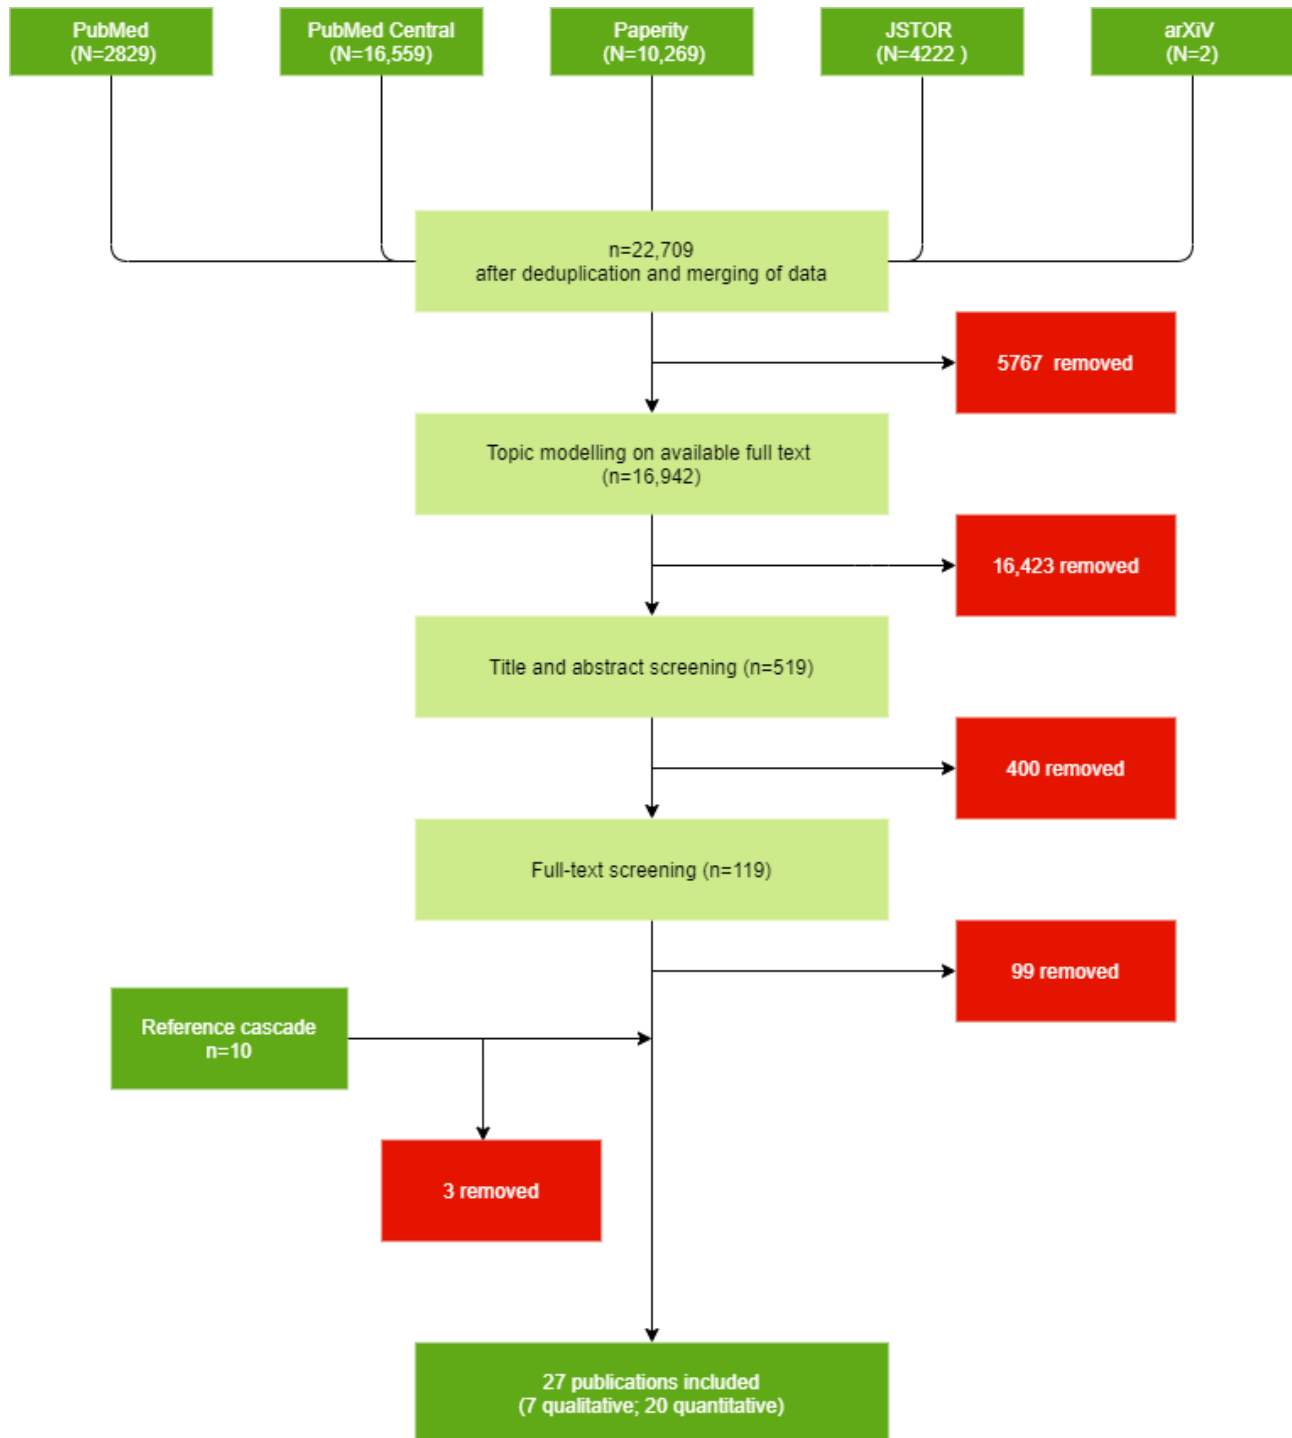 PubMed
(N=2829)
PubMed Central
(N=16,559)
Paperity
(N=10,269)
JSTOR
(N=4222 )
arXiV
(N=2)
n=22,709
after deduplication and merging of data
5767  removed
Topic modelling on available full text
(n=16,942)
16,423 removed
Title and abstract screening (n=519)
400 removed
Full-text screening (n=119)
99 removed
Reference cascade
n=10
3 removed
27 publications included
(7 qualitative; 20 quantitative)